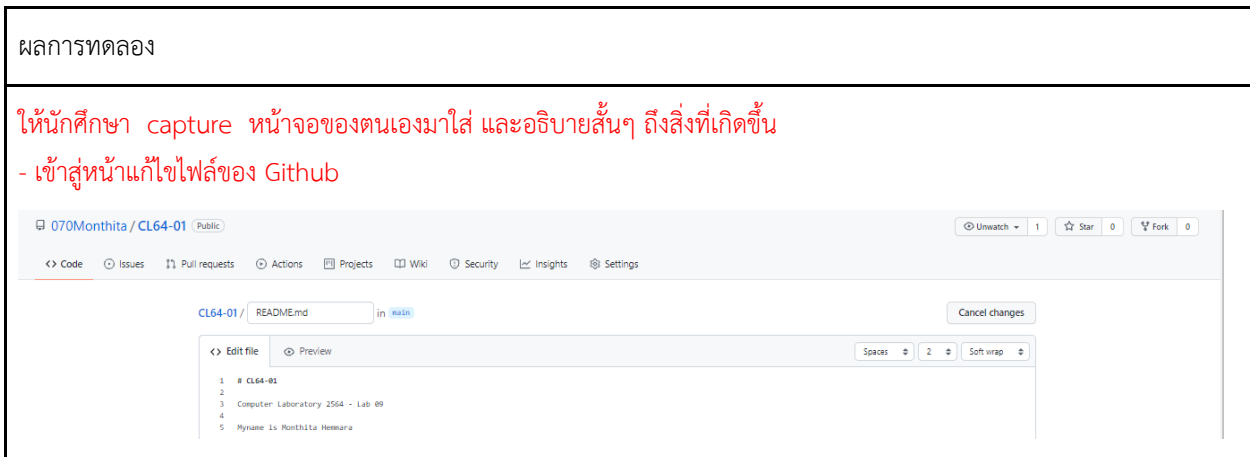 ผลการทดลอง
ให้นักศึกษา capture หน้าจอของตนเองมาใส่ และอธิบายสั้นๆ ถึงสิ่งที่เกิดขึ้น
- เข้าสู่หน้าแก้ไขไฟล์ของ Github
070Monthita / CL64-01 Public Unwatch 1 Star 0 Fork 0
<> Code Issues Pull requests Actions Projects Wiki Security Insights Settings
CL64-01 / README.md in main Cancel changes
<> Edit file Preview Spaces 2 Soft wrap
1 # CL64-01
2
3 Computer Laboratory 2564 - Lab 09
4
5 Myname is Monthita Hemmara